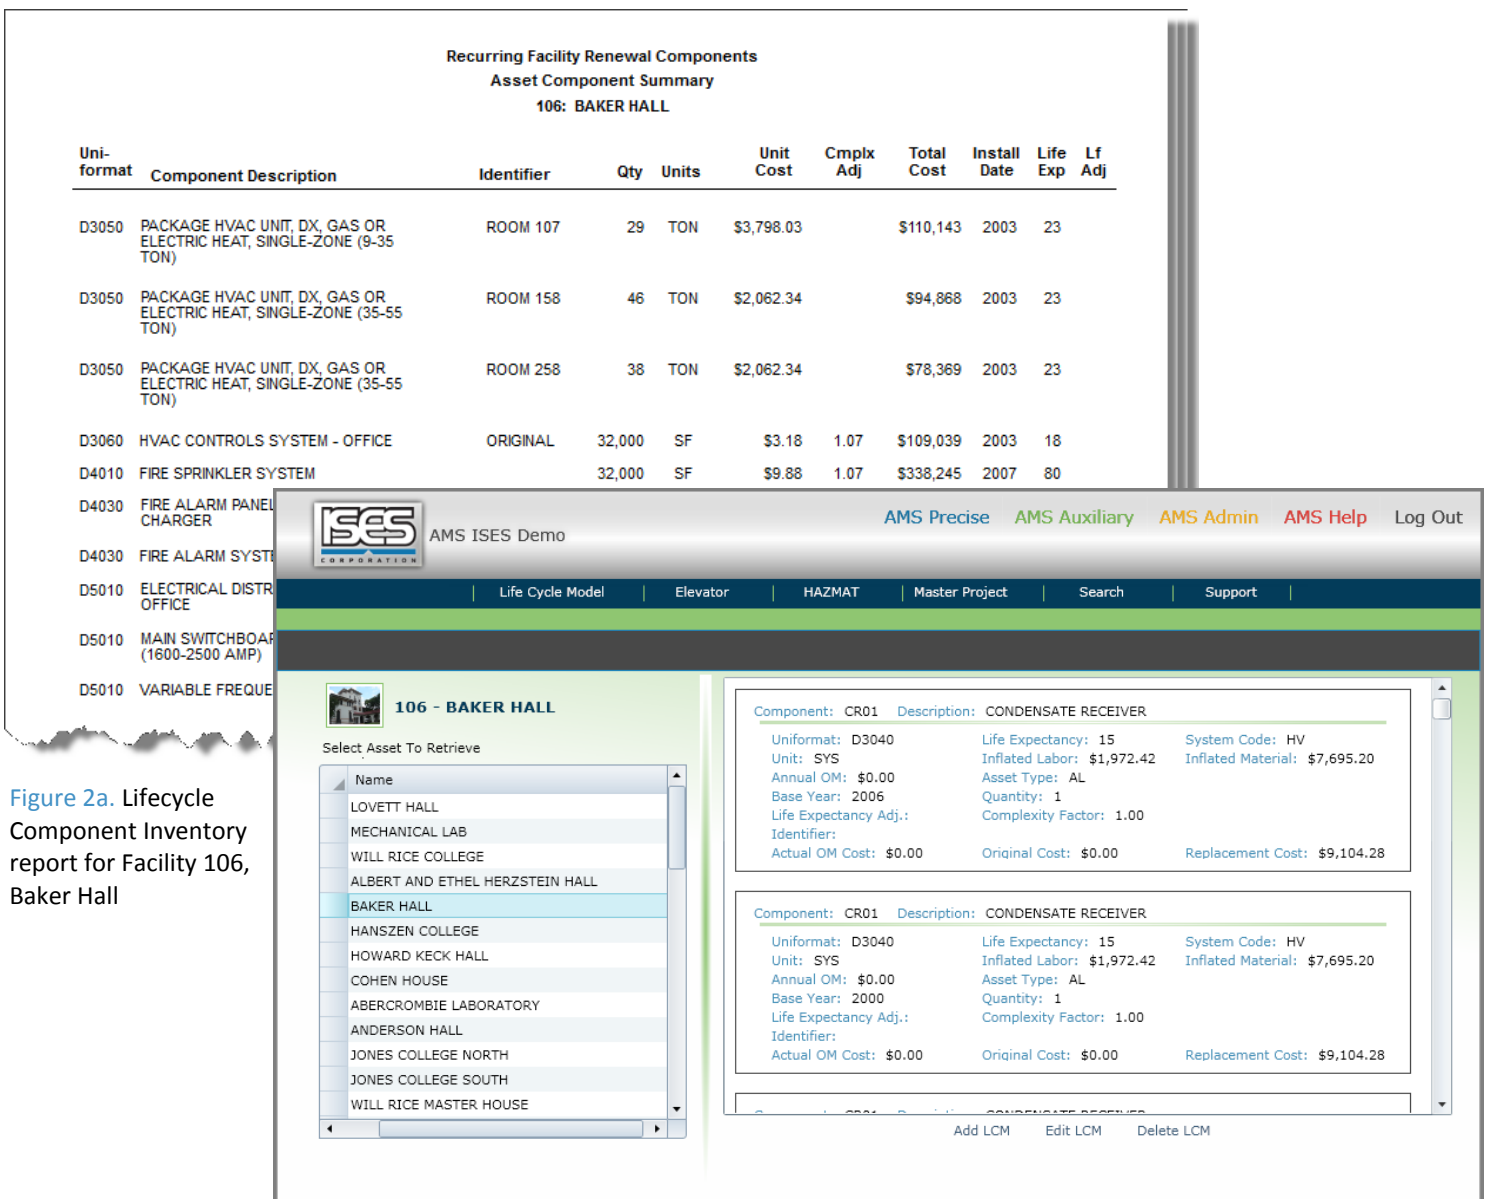 Recurring Facility Renewal Components
Asset Component Summary
106: BAKER HALL
Uni-
format Component Description Identifier Qty Units Unit Cost Cmplx Adj Total Cost Install Date Life Exp Lf Adj
D3050 PACKAGE HVAC UNIT, DX, GAS OR ROOM 107 29 TON $3,798.03 $110,143 2003 23
ELECTRIC HEAT, SINGLE-ZONE (9-35
TON)
D3050 PACKAGE HVAC UNIT, DX, GAS OR ROOM 158 46 TON $2,062.34 $94,868 2003 23
ELECTRIC HEAT, SINGLE-ZONE (35-55
TON)
D3050 PACKAGE HVAC UNIT, DX, GAS OR ROOM 258 38 TON $2,062.34 $78,369 2003 23
ELECTRIC HEAT, SINGLE-ZONE (35-55
TON)
D3060 HVAC CONTROLS SYSTEM - OFFICE ORIGINAL 32,000 SF $3.18 1.07 $109,039 2003 18
D4010 FIRE SPRINKLER SYSTEM 32,000 SF $9.88 1.07 $338,245 2007 80
D4030 FIRE ALARM PANEL
CHARGER
D4030 FIRE ALARM SYSTE
D5010 ELECTRICAL DISTR
OFFICE
D5010 MAIN SWITCHBOAR
(1600-2500 AMP)
D5010 VARIABLE FREQUE
Figure 2a. Lifecycle
Component Inventory
report for Facility 106,
Baker Hall
ISES
CORPORATION
AMS ISES Demo
AMS Precise AMS Auxiliary AMS Admin AMS Help Log Out
Life Cycle Model Elevator HAZMAT Master Project Search Support
106 - BAKER HALL
Select Asset To Retrieve
Name
LOVETT HALL
MECHANICAL LAB
WILL RICE COLLEGE
ALBERT AND ETHEL HERZSTEIN HALL
BAKER HALL
HANSZEN COLLEGE
HOWARD KECK HALL
COHEN HOUSE
ABERCROMBIE LABORATORY
ANDERSON HALL
JONES COLLEGE NORTH
JONES COLLEGE SOUTH
WILL RICE MASTER HOUSE
Component: CR01 Description: CONDENSATE RECEIVER
Uniformat: D3040 Life Expectancy: 15 System Code: HV
Unit: SYS Inflated Labor: $1,972.42 Inflated Material: $7,695.20
Annual OM: $0.00 Asset Type: AL
Base Year: 2006 Quantity: 1
Life Expectancy Adj.: Complexity Factor: 1.00
Identifier:
Actual OM Cost: $0.00 Original Cost: $0.00 Replacement Cost: $9,104.28
Component: CR01 Description: CONDENSATE RECEIVER
Uniformat: D3040 Life Expectancy: 15 System Code: HV
Unit: SYS Inflated Labor: $1,972.42 Inflated Material: $7,695.20
Annual OM: $0.00 Asset Type: AL
Base Year: 2000 Quantity: 1
Life Expectancy Adj.: Complexity Factor: 1.00
Identifier:
Actual OM Cost: $0.00 Original Cost: $0.00 Replacement Cost: $9,104.28
Component: CR01 Description: CONDENSATE RECEIVER
Add LCM Edit LCM Delete LCM